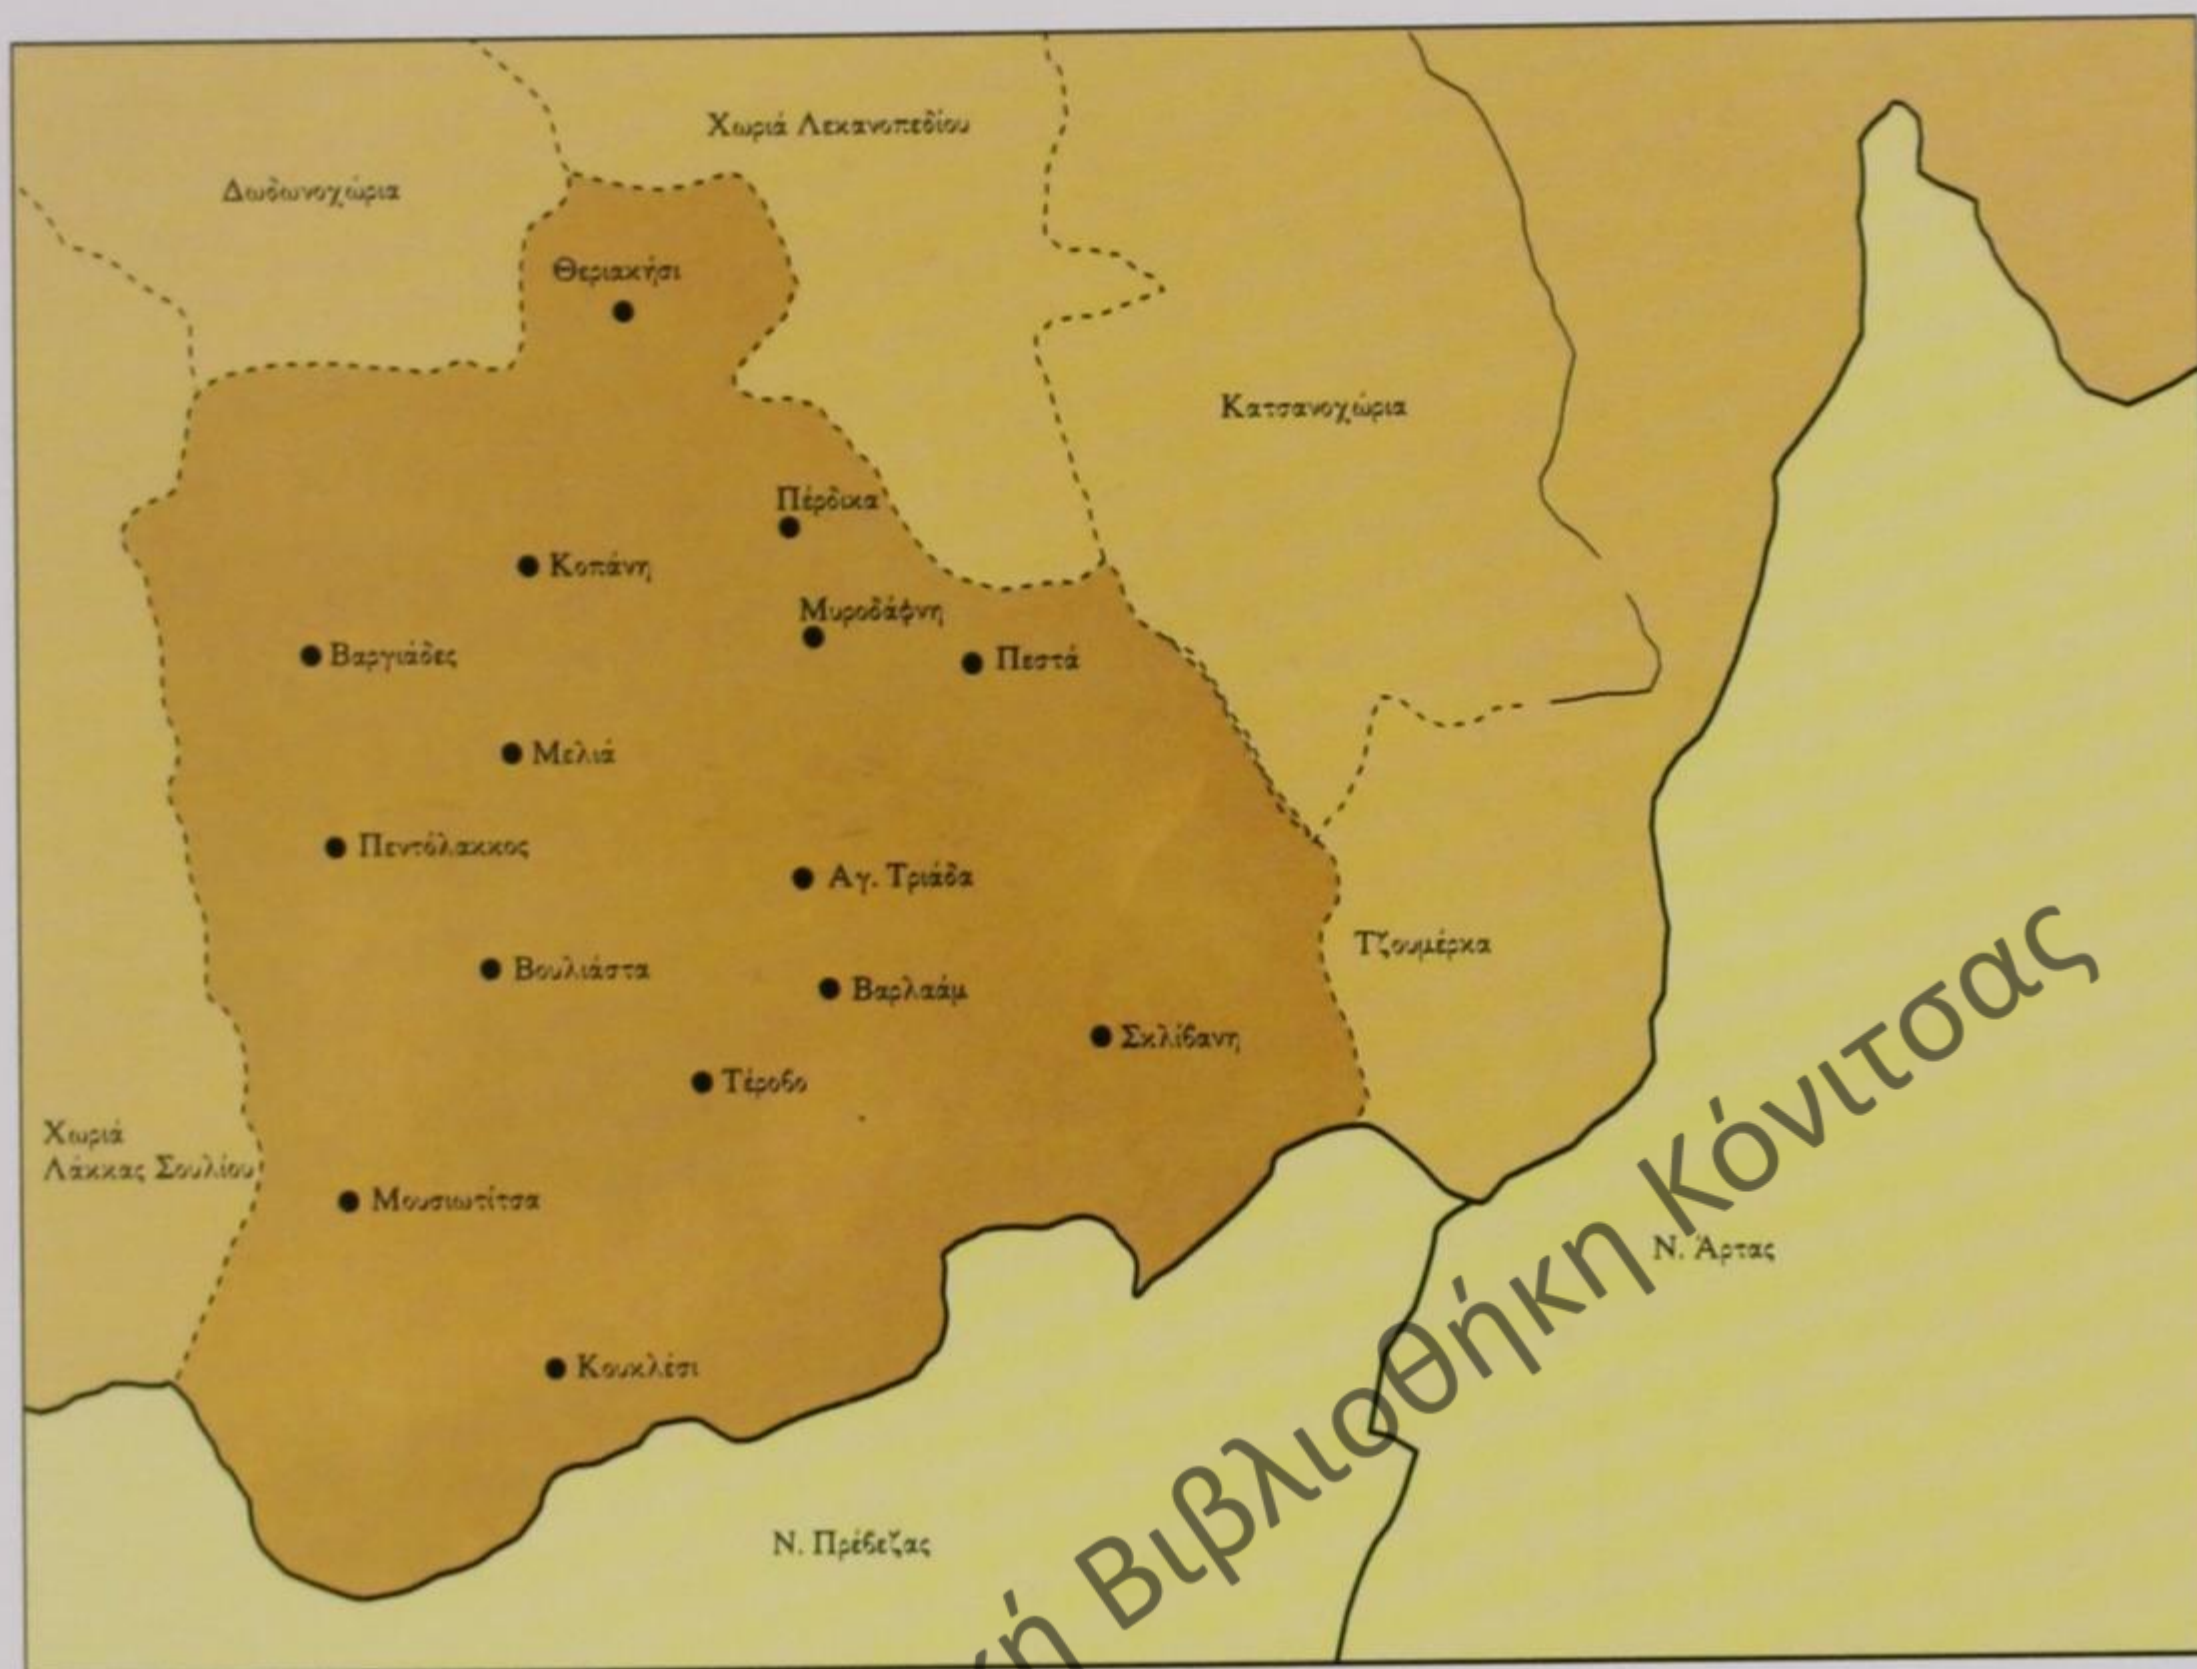 Χωριά Λεκανοπεδίου
Δωδωνοχώρια
Θεριακήσι
Κατσανοχώρια
Πέρδικα
Κοπάνη
Μυροδάφνη
Βαργιάδες
Πεστά
Μελιά
Πεντόλακκος
Αγ. Τριάδα
Τζουμέρκα
Βουλιάστα
Βαρλαάμ
Σκλίβανη
Τέροβο
Χωριά
Λάκκας Σουλίου
Μουσιωτίτσα
Ν. Άρτας
Κουκλέσι
Ν. Πρέβεζας
κή Βιβλιοθήκη Κόνιτσας